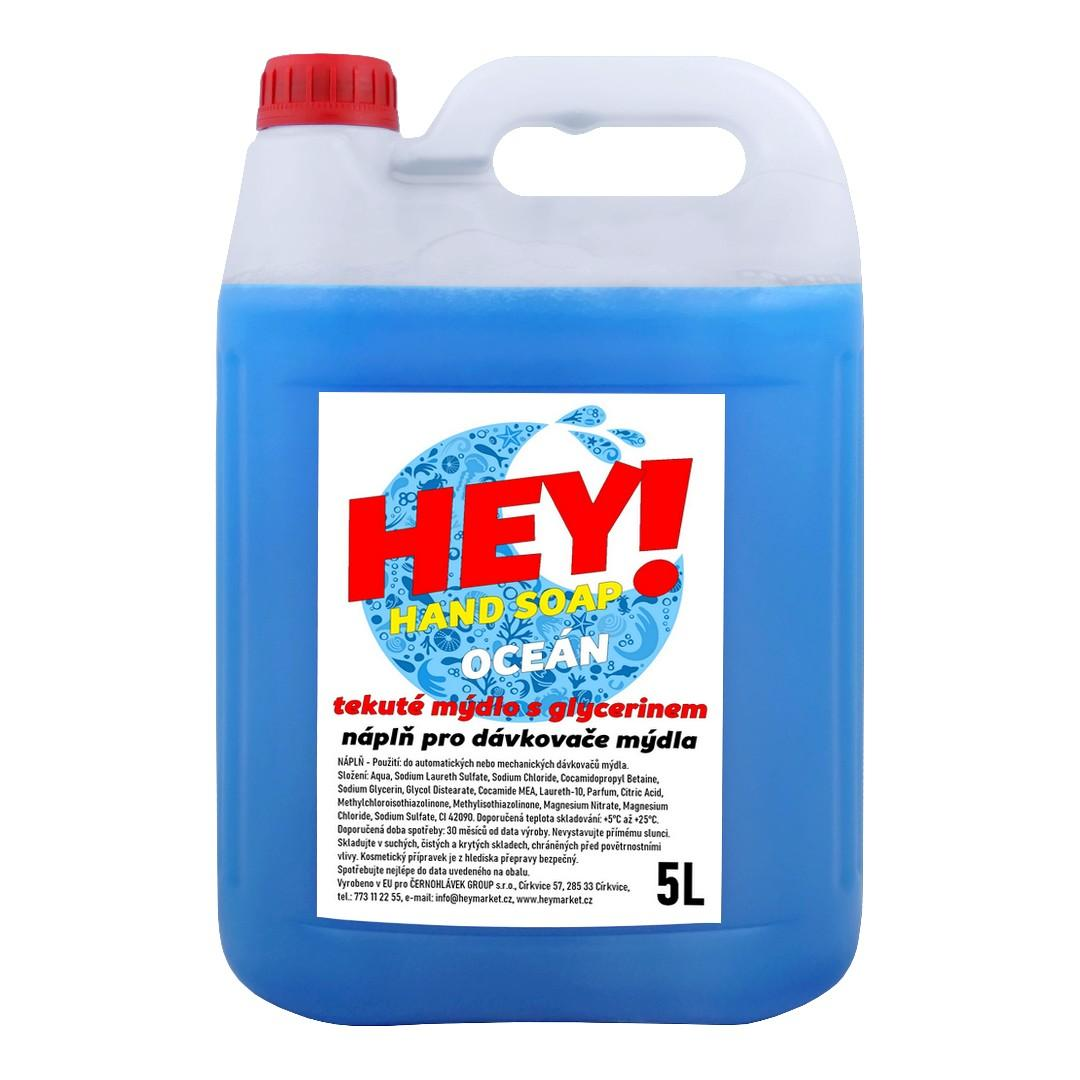 HEY!
HAND SOAP
OCEÁN
tekuté mýdlo s glycerinem
náplň pro dávkovače mýdla
NÁPLŇ - Použití: do automatických nebo mechanických dávkovačů mýdla.
Složení: Aqua, Sodium Laureth Sulfate, Sodium Chloride, Cocamidopropyl Betaine,
Sodium Glycerin, Glycol Distearate, Cocamide MEA, Laureth-10, Parfum, Citric Acid,
Methylchloroisothiazolinone, Methylisothiazolinone, Magnesium Nitrate, Magnesium
Chloride, Sodium Sulfate, CI 42090. Doporučená teplota skladování: +5°C až +25°C.
Doporučená doba spotřeby: 30 měsíců od data výroby. Nevystavujte přímému slunci.
Skladujte v suchých, čistých a krytých skladech, chráněných před povětrnostními
vlivy. Kosmetický přípravek je z hlediska přepravy bezpečný.
Spotřebujte nejlépe do data uvedeného na obalu.
Vyrobeno v EU pro ČERNOHLÁVEK GROUP s.r.o., Církvice 57, 285 33 Církvice,
tel.: 773 11 22 55, e-mail: info@heymarket.cz, www.heymarket.cz
5L